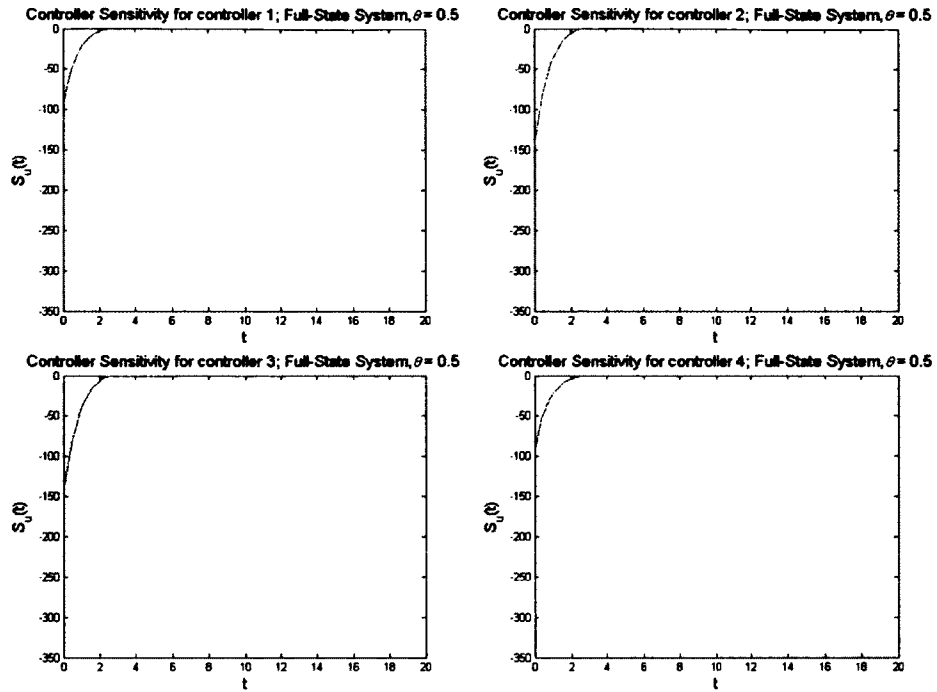 Controller Sensitivity for controller 1; Full-State System, θ = 0.5
0
-50
-100
-150
-200
-250
-300
-350
S_u(t)
0 2 4 6 8 10 12 14 16 18 20
t
Controller Sensitivity for controller 2; Full-State System, θ = 0.5
0
-50
-100
-150
-200
-250
-300
-350
S_u(t)
0 2 4 6 8 10 12 14 16 18 20
t
Controller Sensitivity for controller 3; Full-State System, θ = 0.5
0
-50
-100
-150
-200
-250
-300
-350
S_u(t)
0 2 4 6 8 10 12 14 16 18 20
t
Controller Sensitivity for controller 4; Full-State System, θ = 0.5
0
-50
-100
-150
-200
-250
-300
-350
S_u(t)
0 2 4 6 8 10 12 14 16 18 20
t